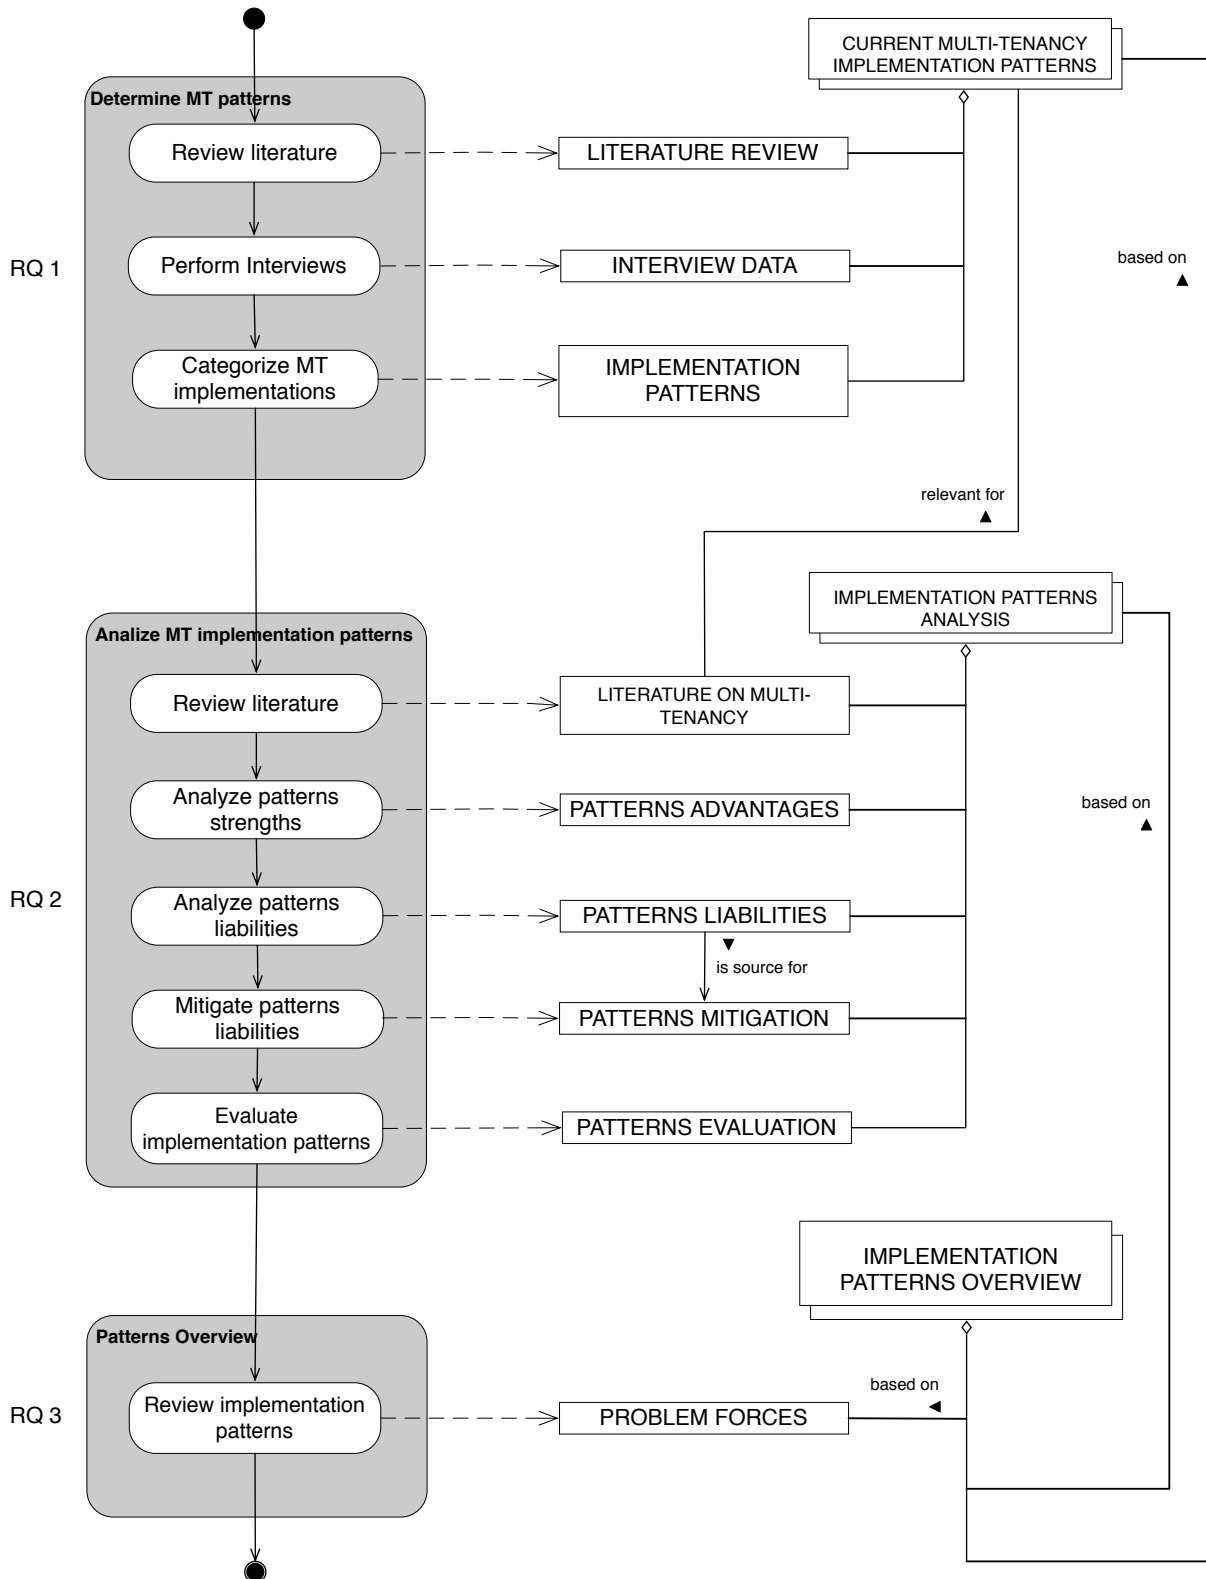 CURRENT MULTI-TENANCY
IMPLEMENTATION PATTERNS
Determine MT patterns
Review literature
LITERATURE REVIEW
RQ 1
Perform Interviews
INTERVIEW DATA
based on
Categorize MT
implementations
IMPLEMENTATION
PATTERNS
relevant for
IMPLEMENTATION PATTERNS
ANALYSIS
Analize MT implementation patterns
Review literature
LITERATURE ON MULTI-
TENANCY
Analyze patterns
strengths
PATTERNS ADVANTAGES
based on
RQ 2
Analyze patterns
liabilities
PATTERNS LIABILITIES
is source for
Mitigate patterns
liabilities
PATTERNS MITIGATION
Evaluate
implementation patterns
PATTERNS EVALUATION
IMPLEMENTATION
PATTERNS OVERVIEW
Patterns Overview
RQ 3
Review implementation
patterns
based on
PROBLEM FORCES